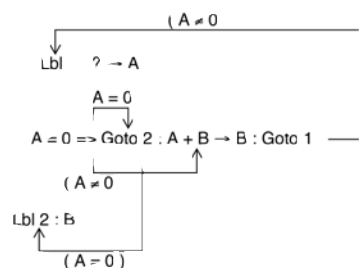 ( A ≠ 0
Lbl ? → A
A = 0
A = 0 => Goto 2 : A + B → B : Goto 1
( A ≠ 0
Lbl 2 : B
( A = 0 )